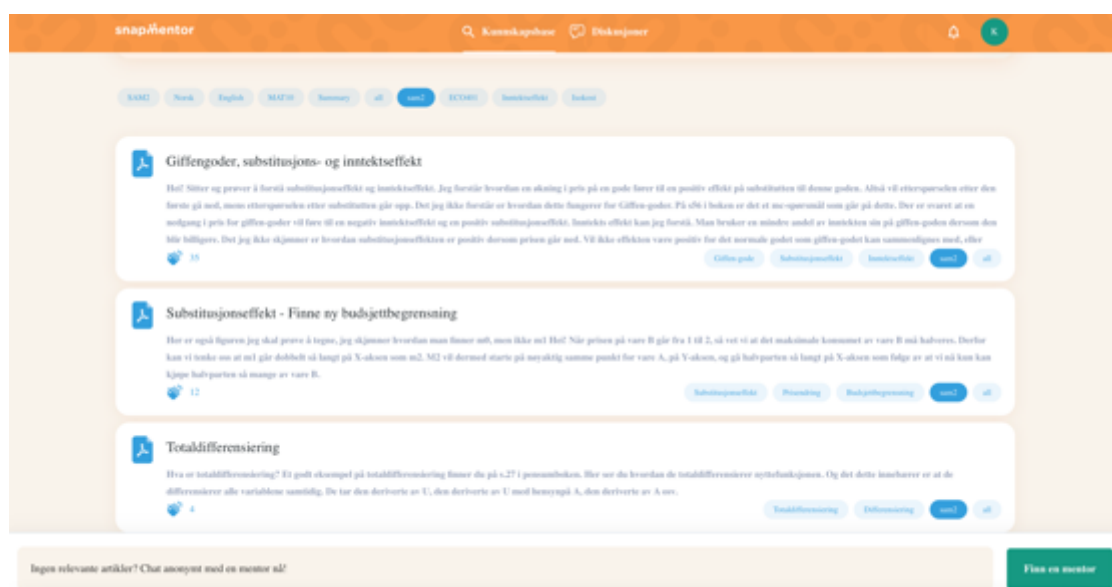 snapMentor
Kunnskapsbase Diskusjoner
K
SAM2 Norsk English MAT10 Summary all sam2 ECO401 Inntektseffekt
Giffengoder, substitusjons- og inntektseffekt
Hei! Sitter og prøver å forstå substitusjonseffekt og inntektseffekt. Jeg forstår hvordan en økning i pris på en gode fører til en positiv effekt på substitutten til denne goden. Altså vil etterspørselen etter den
første gå ned, mens etterspørselen etter substitutten går opp. Det jeg ikke forstår er hvordan dette fungerer for Giffen-goder. På s56 i boken er det et mc-spørsmål som går på dette. Der er svaret at en
nedgang i pris for giffen-goder vil føre til en negativ inntektseffekt og en positiv substitusjonseffekt. Inntekts effekt kan jeg forstå. Man bruker en mindre andel av inntekten sin på giffen-goden dersom den
blir billigere. Det jeg ikke skjønner er hvordan substitusjonseffekten er positiv dersom prisen går ned. Vil ikke effekten være positiv for det normale godet som giffen-godet kan sammenlignes med, eller
35
Giffen-gode Substitusjonseffekt Inntektseffekt sam2 all
Substitusjonseffekt - Finne ny budsjettbegrensning
Her er også figuren jeg skal prøve å tegne, jeg skjønner hvordan man finner m0, men ikke m1 Hei! Når prisen på vare B går fra 1 til 2, så vet vi at det maksimale konsumet av vare B må halveres. Derfor
kan vi tenke oss at m1 går dobbelt så langt på X-aksen som m2. M2 vil dermed starte på nøyaktig samme punkt for vare A, på Y-aksen, og gå halvparten så langt på X-aksen som følge av at vi nå kun kan
kjøpe halvparten så mange av vare B.
12
Substitusjonseffekt Prisendring Budsjettbegrensning sam2 all
Totaldifferensiering
Hva er totaldifferensiering? Et godt eksempel på totaldifferensiering finner du på s.27 i pensumboken. Her ser du hvordan de totaldifferensierer nyttefunksjonen. Og det dette innebærer er at de
differensierer alle variablene samtidig. De tar den deriverte av U, den deriverte av U med hensynpå A, den deriverte av A osv.
4
Totaldifferensiering Differensiering sam2 all
Ingen relevante artikler? Chat anonymt med en mentor nå!
Finn en mentor